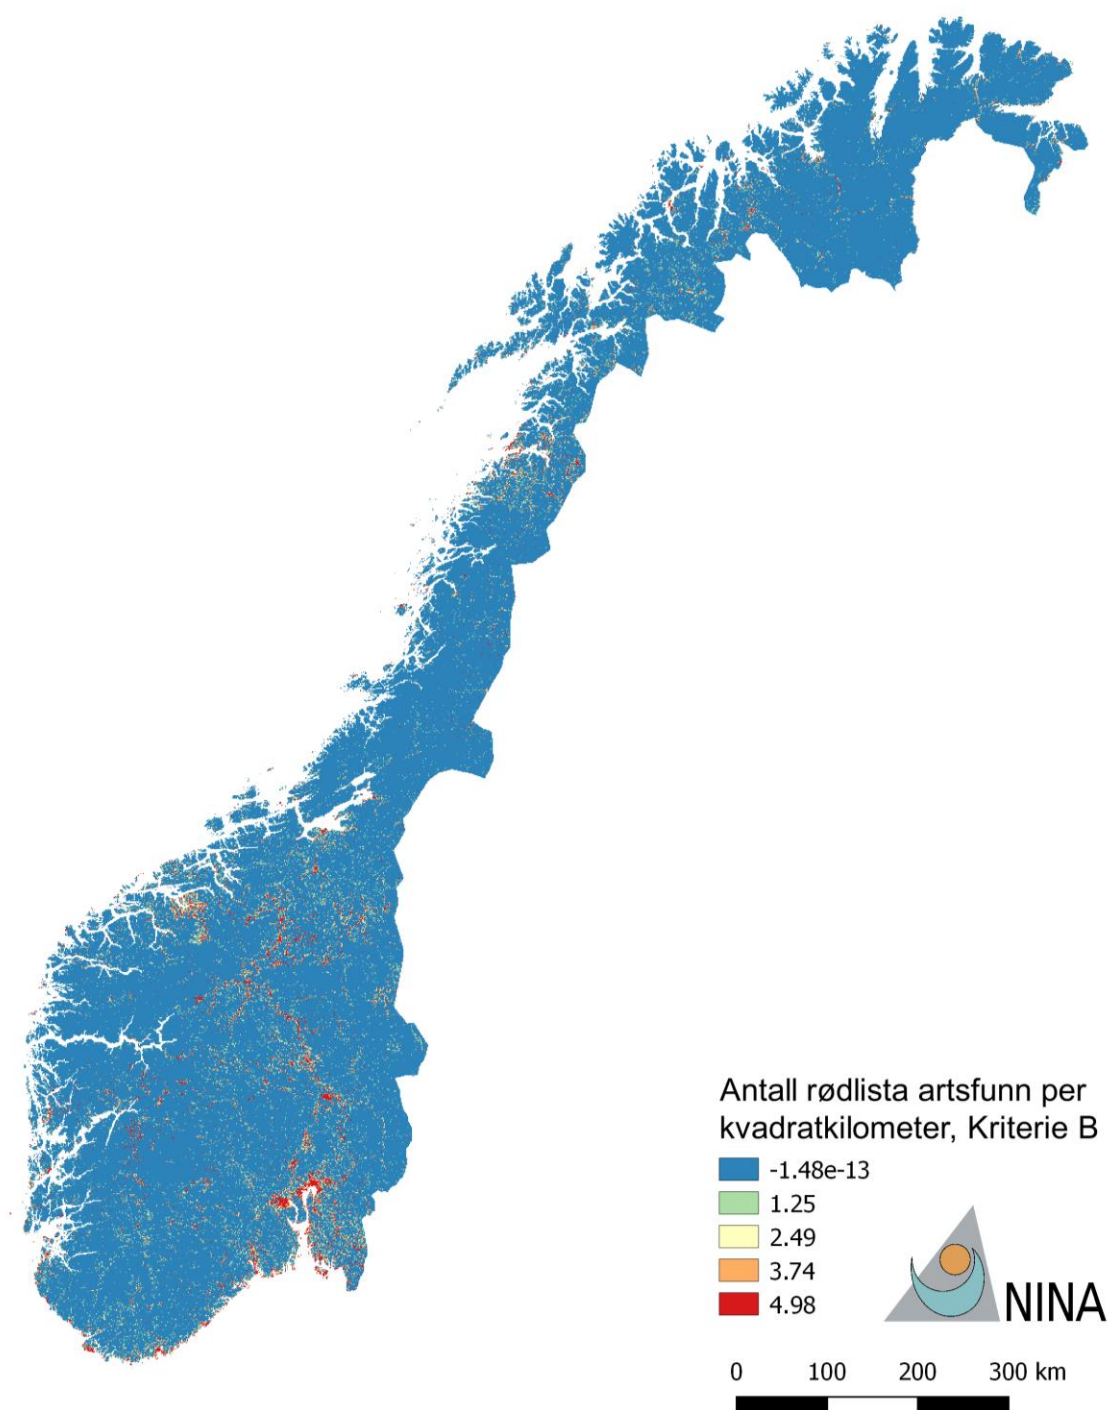 Antall rødlista artsfunn per
kvadratkilometer, Kriterie B
-1.48e-13
1.25
2.49
3.74
4.98
NINA
0 100 200 300 km